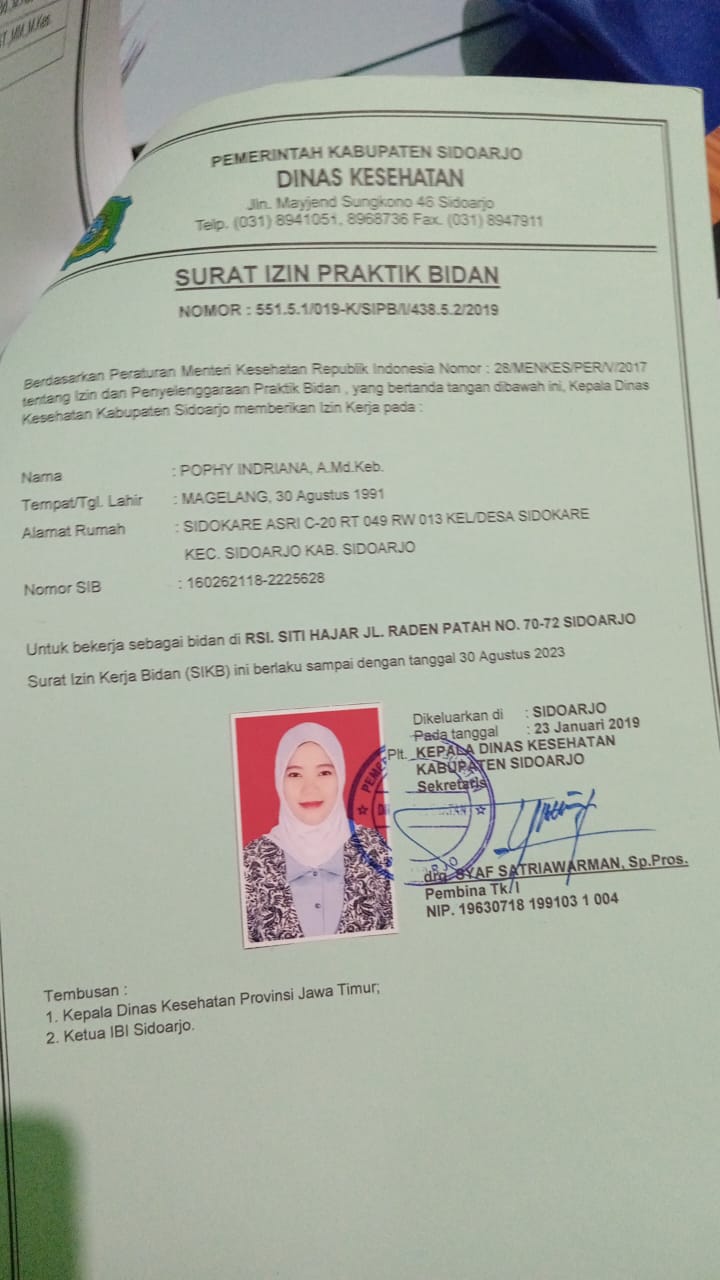 ST.,MM.,M.Kes.
PEMERINTAH KABUPATEN SIDOARJO
DINAS KESEHATAN
Jln. Mayjend Sungkono 46 Sidoarjo
Telp. (031) 8941051, 8968736 Fax. (031) 8947911
SURAT IZIN PRAKTIK BIDAN
NOMOR : 551.5.1/019-K/SIPB/I/438.5.2/2019
Berdasarkan Peraturan Menteri Kesehatan Republik Indonesia Nomor : 28/MENKES/PER/V/2017
tentang Izin dan Penyelenggaraan Praktik Bidan , yang bertanda tangan dibawah ini, Kepala Dinas
Kesehatan Kabupaten Sidoarjo memberikan Izin Kerja pada :
Nama : POPHY INDRIANA, A.Md.Keb.
Tempat/Tgl. Lahir : MAGELANG, 30 Agustus 1991
Alamat Rumah : SIDOKARE ASRI C-20 RT 049 RW 013 KEL/DESA SIDOKARE
KEC. SIDOARJO KAB. SIDOARJO
Nomor SIB : 160262118-2225628
Untuk bekerja sebagai bidan di RSI. SITI HAJAR JL. RADEN PATAH NO. 70-72 SIDOARJO
Surat Izin Kerja Bidan (SIKB) ini berlaku sampai dengan tanggal 30 Agustus 2023
Dikeluarkan di : SIDOARJO
Pada tanggal : 23 Januari 2019
Plt. KEPALA DINAS KESEHATAN
KABUPATEN SIDOARJO
Sekretaris
drg. SYAF SATRIAWARMAN, Sp.Pros.
Pembina Tk/I
NIP. 19630718 199103 1 004
Tembusan :
1. Kepala Dinas Kesehatan Provinsi Jawa Timur;
2. Ketua IBI Sidoarjo.